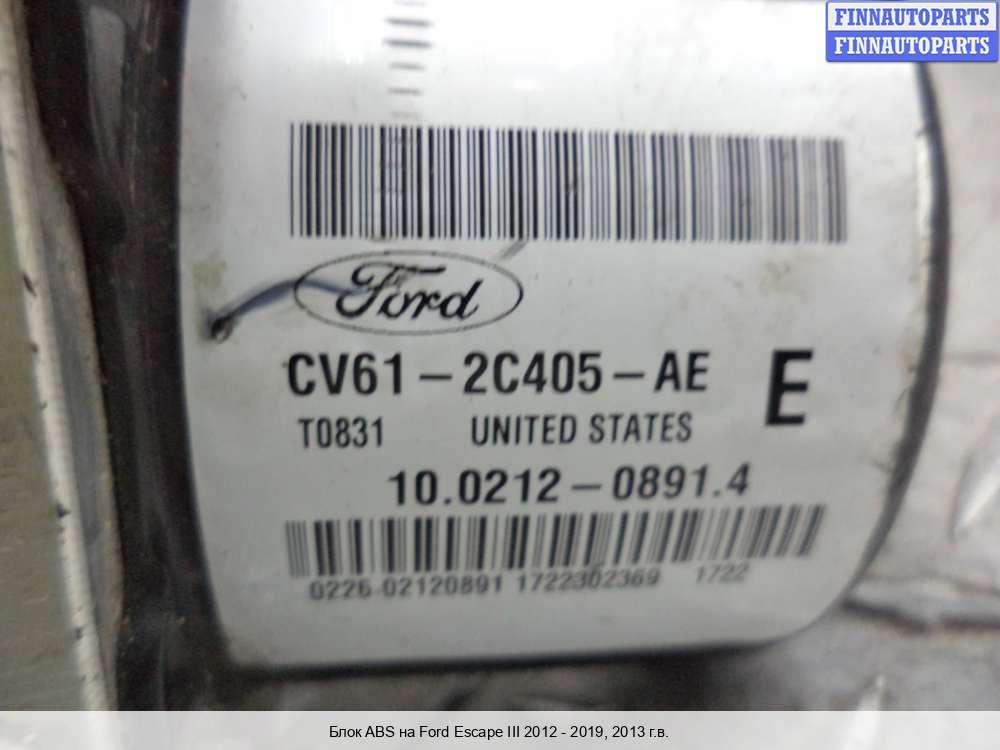 FINNAUTOPARTS
FINNAUTOPARTS
Ford
CV61-2C405-AE E
T0831 UNITED STATES
10.0212-0891.4
0226 02120891 1722302369 1722
Блок ABS на Ford Escape III 2012 - 2019, 2013 г.в.